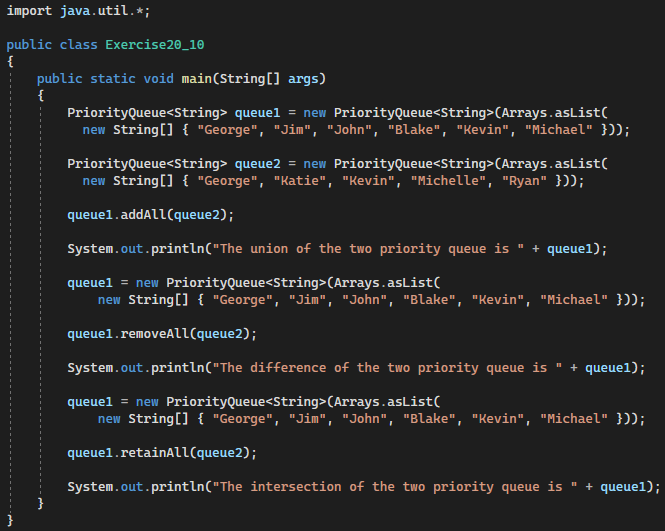 import java.util.*;
public class Exercise20_10
{
public static void main(String[] args)
{
PriorityQueue<String> queue1 = new PriorityQueue<String>(Arrays.asList(
new String[] { "George", "Jim", "John", "Blake", "Kevin", "Michael" }));
PriorityQueue<String> queue2 = new PriorityQueue<String>(Arrays.asList(
new String[] { "George", "Katie", "Kevin", "Michelle", "Ryan" }));
queue1.addAll(queue2);
System.out.println("The union of the two priority queue is " + queue1);
queue1 = new PriorityQueue<String>(Arrays.asList(
new String[] { "George", "Jim", "John", "Blake", "Kevin", "Michael" }));
queue1.removeAll(queue2);
System.out.println("The difference of the two priority queue is " + queue1);
queue1 = new PriorityQueue<String>(Arrays.asList(
new String[] { "George", "Jim", "John", "Blake", "Kevin", "Michael" }));
queue1.retainAll(queue2);
System.out.println("The intersection of the two priority queue is " + queue1);
}
}